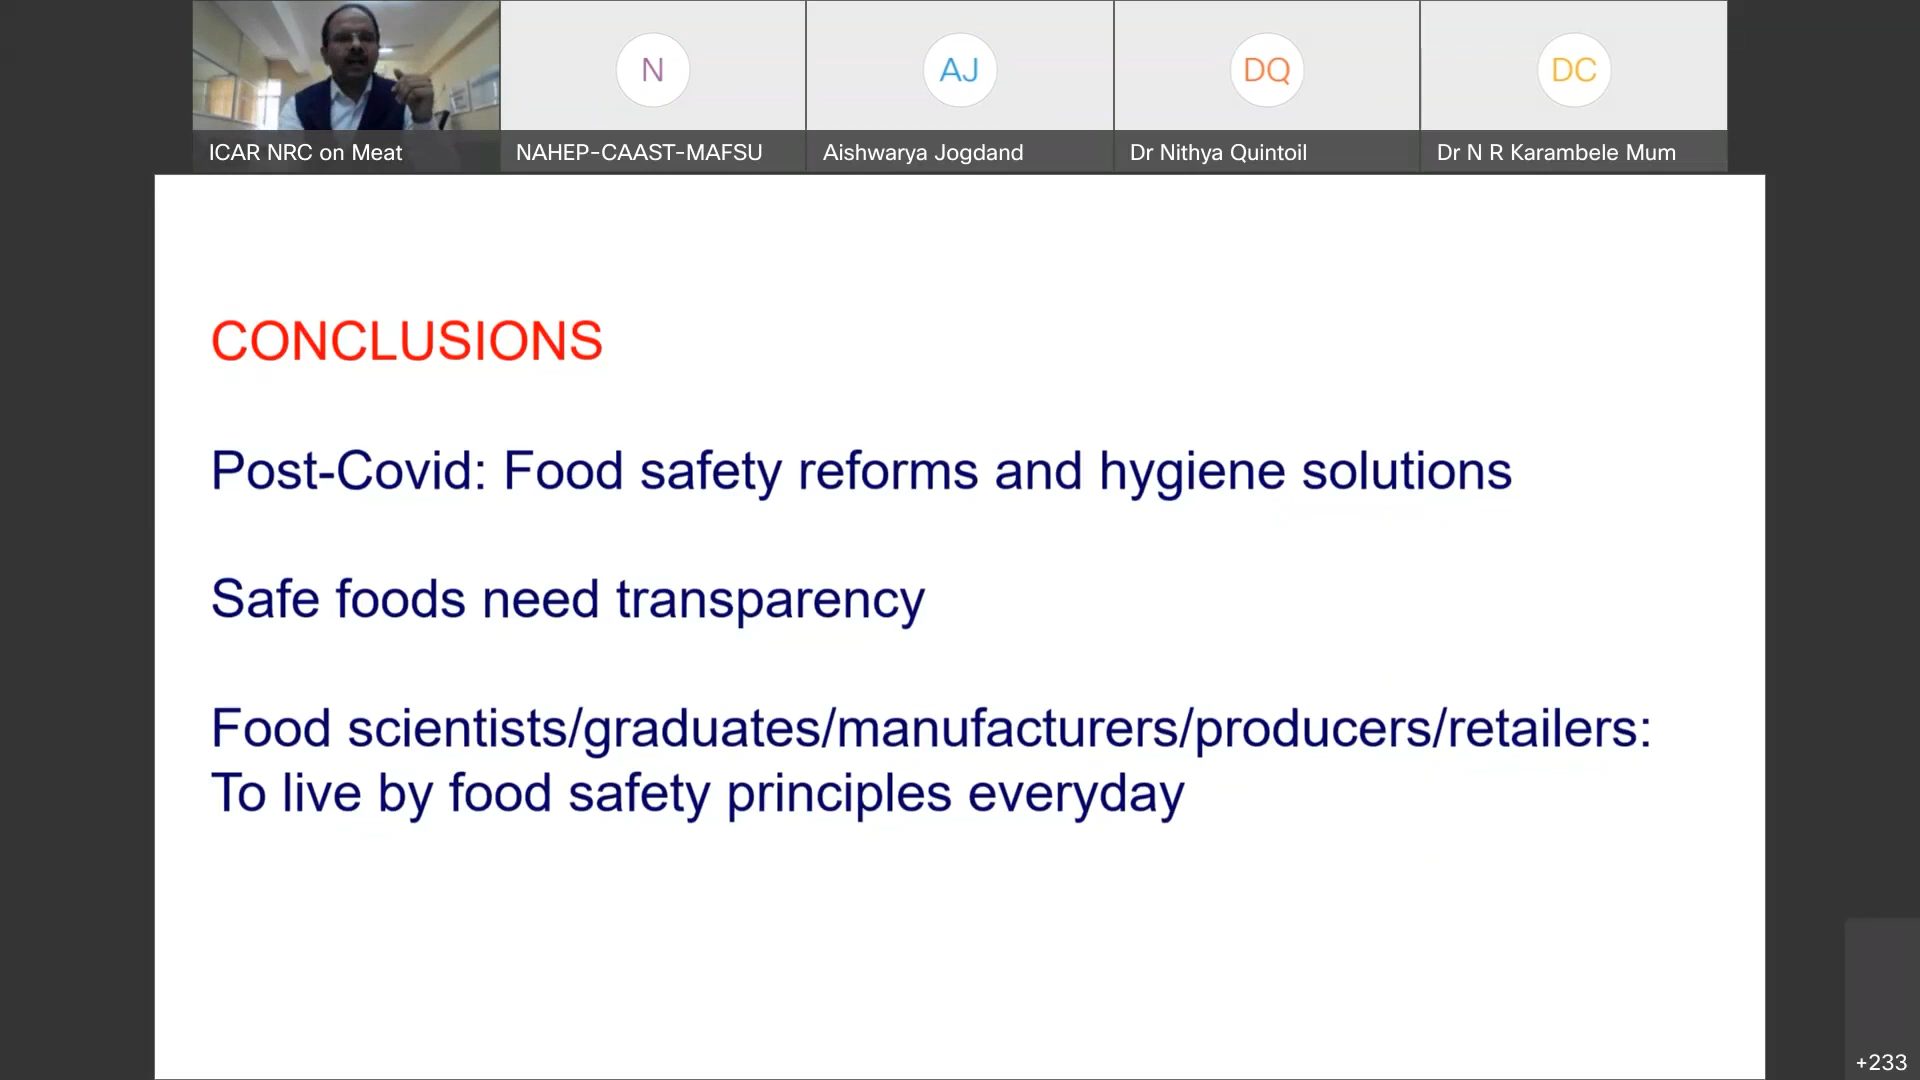 N
AJ
DQ
DC
ICAR NRC on Meat
NAHEP-CAAST-MAFSU
Aishwarya Jogdand
Dr Nithya Quintoil
Dr N R Karambele Mum
CONCLUSIONS
Post-Covid: Food safety reforms and hygiene solutions
Safe foods need transparency
Food scientists/graduates/manufacturers/producers/retailers:
To live by food safety principles everyday
+233